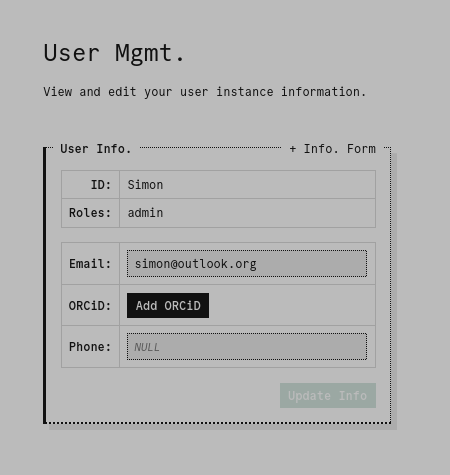 User Mgmt.
View and edit your user instance information.
User Info.
+ Info. Form
ID: Simon
Roles: admin
Email: simon@outlook.org
ORCiD: Add ORCiD
Phone: NULL
Update Info